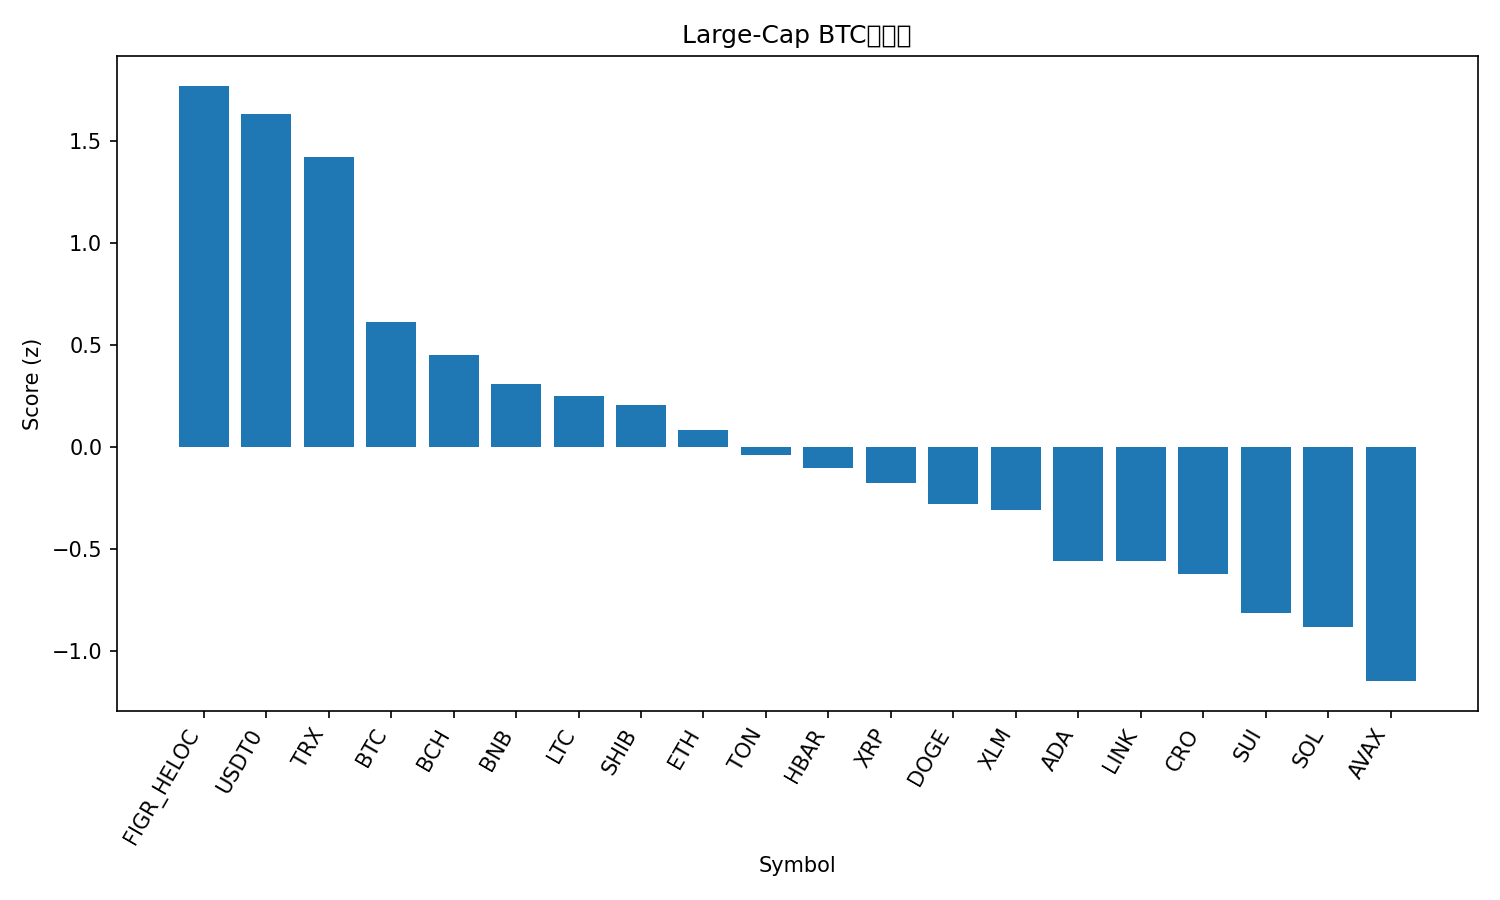 Large-Cap BTC
Score (z)
1.5
1.0
0.5
0.0
−0.5
−1.0
FIGR_HELOC
USDT0
TRX
BTC
BCH
BNB
LTC
SHIB
ETH
TON
HBAR
XRP
DOGE
XLM
ADA
LINK
CRO
SUI
SOL
AVAX
Symbol